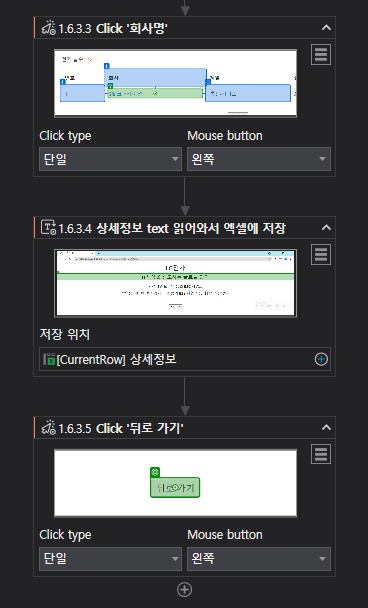 1.6.3.3 Click '회사명'
회사
Click type
Mouse button
단일
왼쪽
1.6.3.4 상세정보 text 읽어와서 엑셀에 저장
저장 위치
[CurrentRow] 상세정보
1.6.3.5 Click '뒤로 가기'
뒤로 가기
Click type
Mouse button
단일
왼쪽